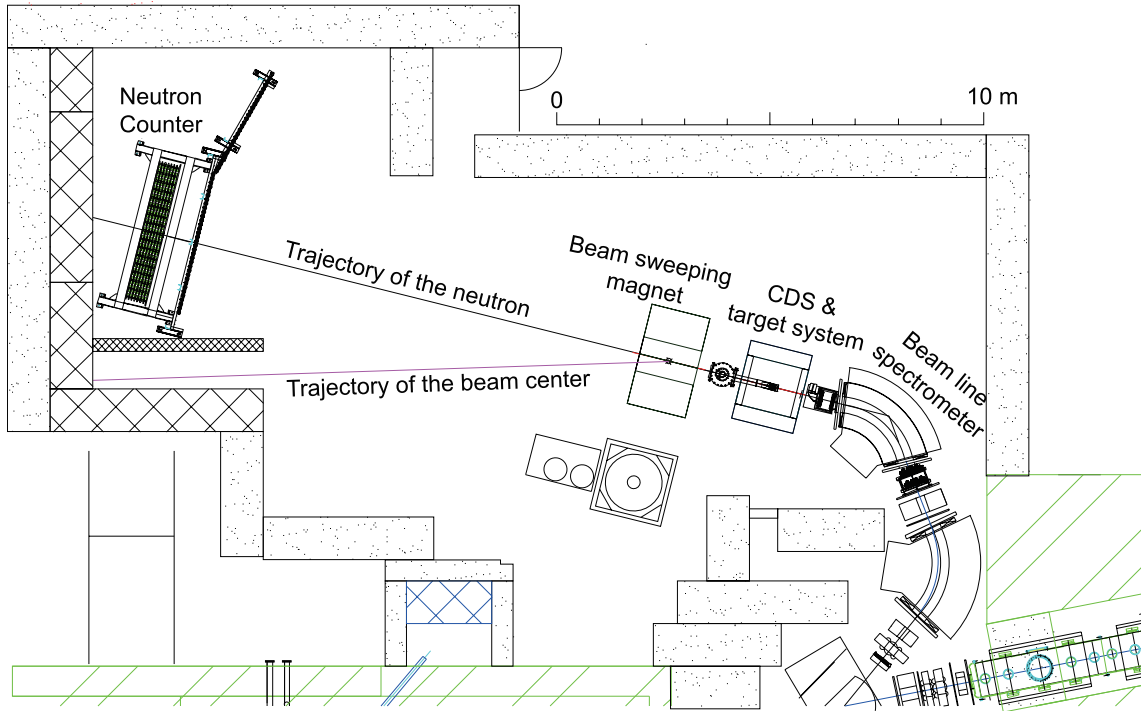 Neutron
Counter
0
10 m
Trajectory of the neutron
Beam sweeping
magnet
CDS &
target system
Beam line
spectrometer
Trajectory of the beam center